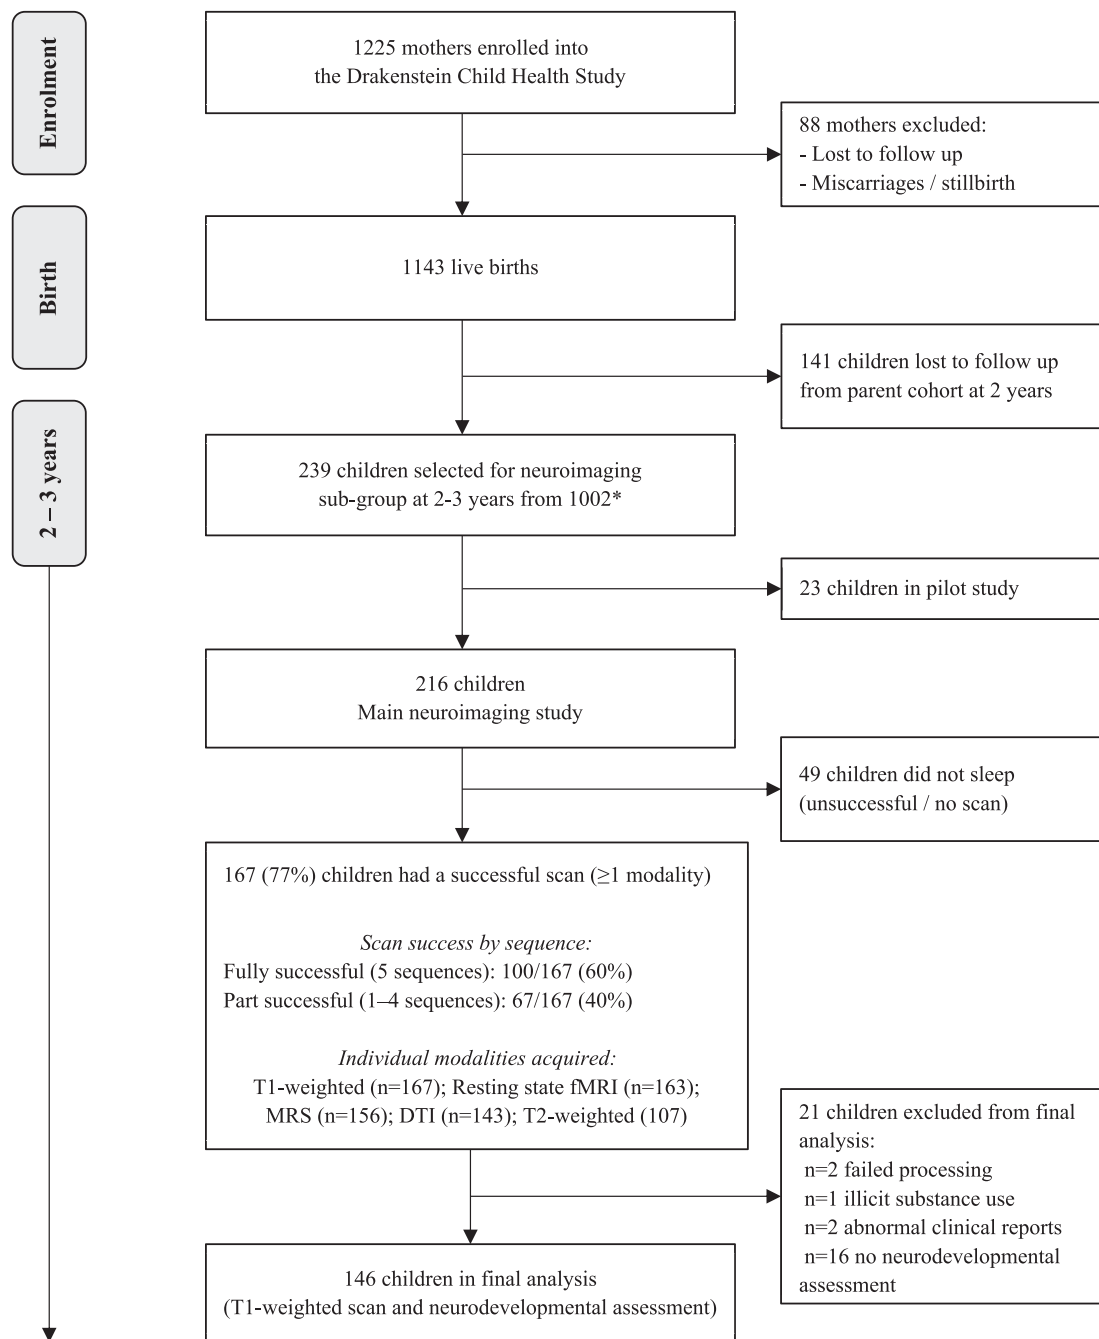 Enrolment
1225 mothers enrolled into
the Drakenstein Child Health Study
88 mothers excluded:
- Lost to follow up
- Miscarriages / stillbirth
Birth
1143 live births
141 children lost to follow up
from parent cohort at 2 years
2 – 3 years
239 children selected for neuroimaging
sub-group at 2-3 years from 1002*
23 children in pilot study
216 children
Main neuroimaging study
49 children did not sleep
(unsuccessful / no scan)
167 (77%) children had a successful scan (≥1 modality)
Scan success by sequence:
Fully successful (5 sequences): 100/167 (60%)
Part successful (1–4 sequences): 67/167 (40%)
Individual modalities acquired:
T1-weighted (n=167); Resting state fMRI (n=163);
MRS (n=156); DTI (n=143); T2-weighted (107)
21 children excluded from final
analysis:
n=2 failed processing
n=1 illicit substance use
n=2 abnormal clinical reports
n=16 no neurodevelopmental
assessment
146 children in final analysis
(T1-weighted scan and neurodevelopmental assessment)